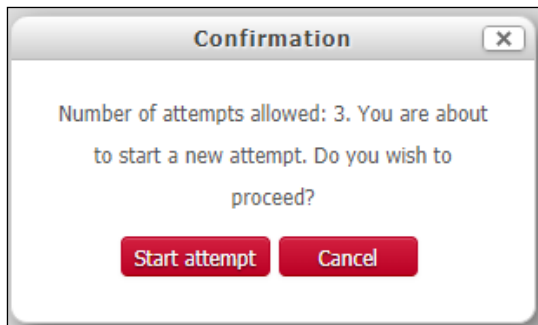 Confirmation
Number of attempts allowed: 3. You are about
to start a new attempt. Do you wish to
proceed?
Start attempt
Cancel